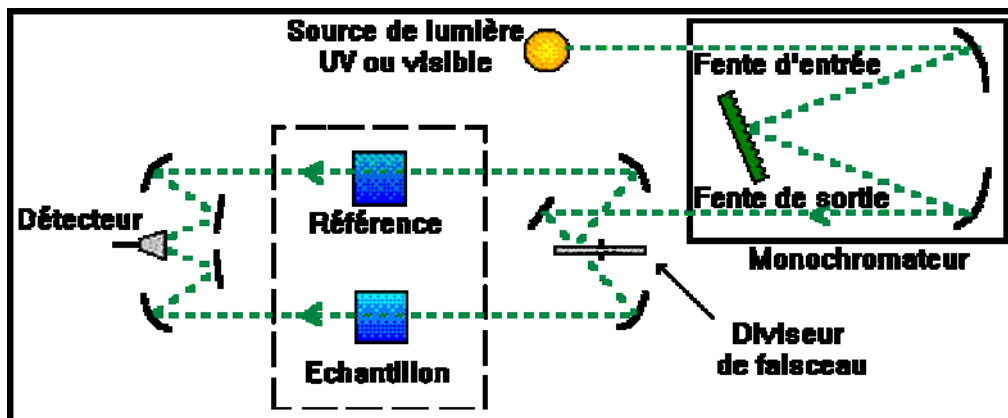 Source de lumière
UV ou visible
Fente d'entrée
Fente de sortie
Monochromateur
Détecteur
Référence
Echantillon
Diviseur
de faisceau